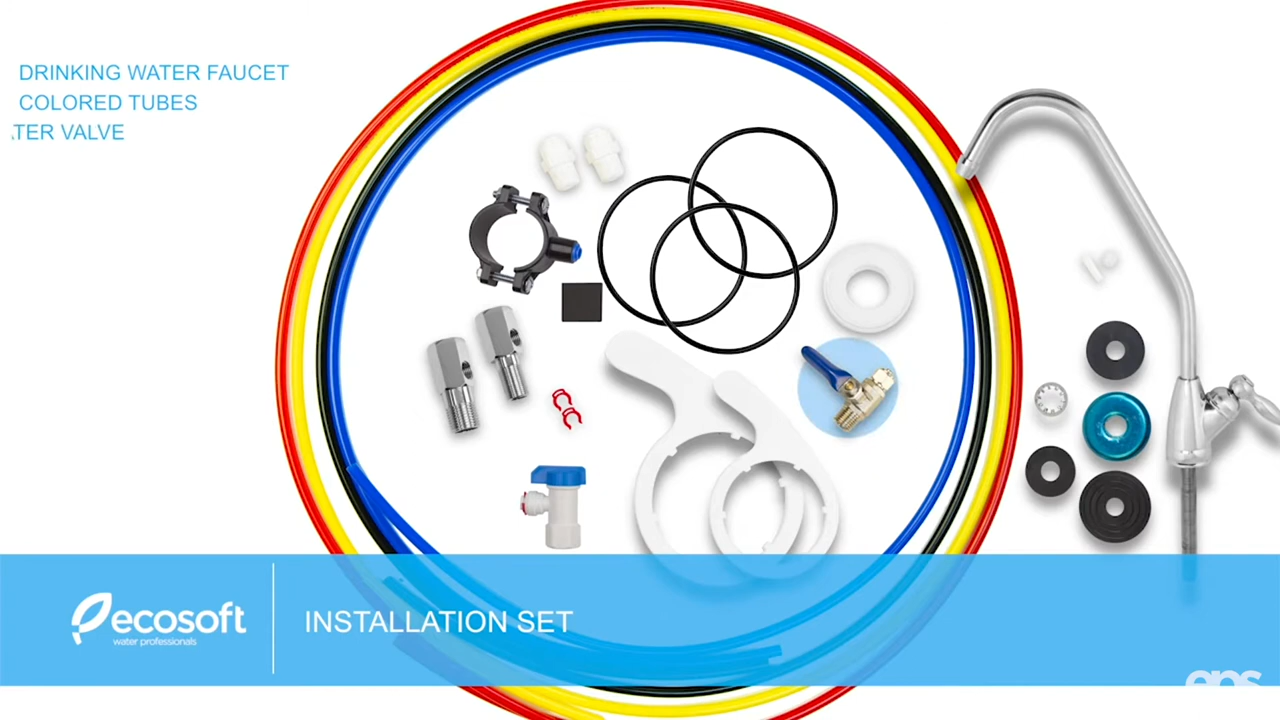 DRINKING WATER FAUCET
COLORED TUBES
TER VALVE
ecosoft
water professionals
INSTALLATION SET